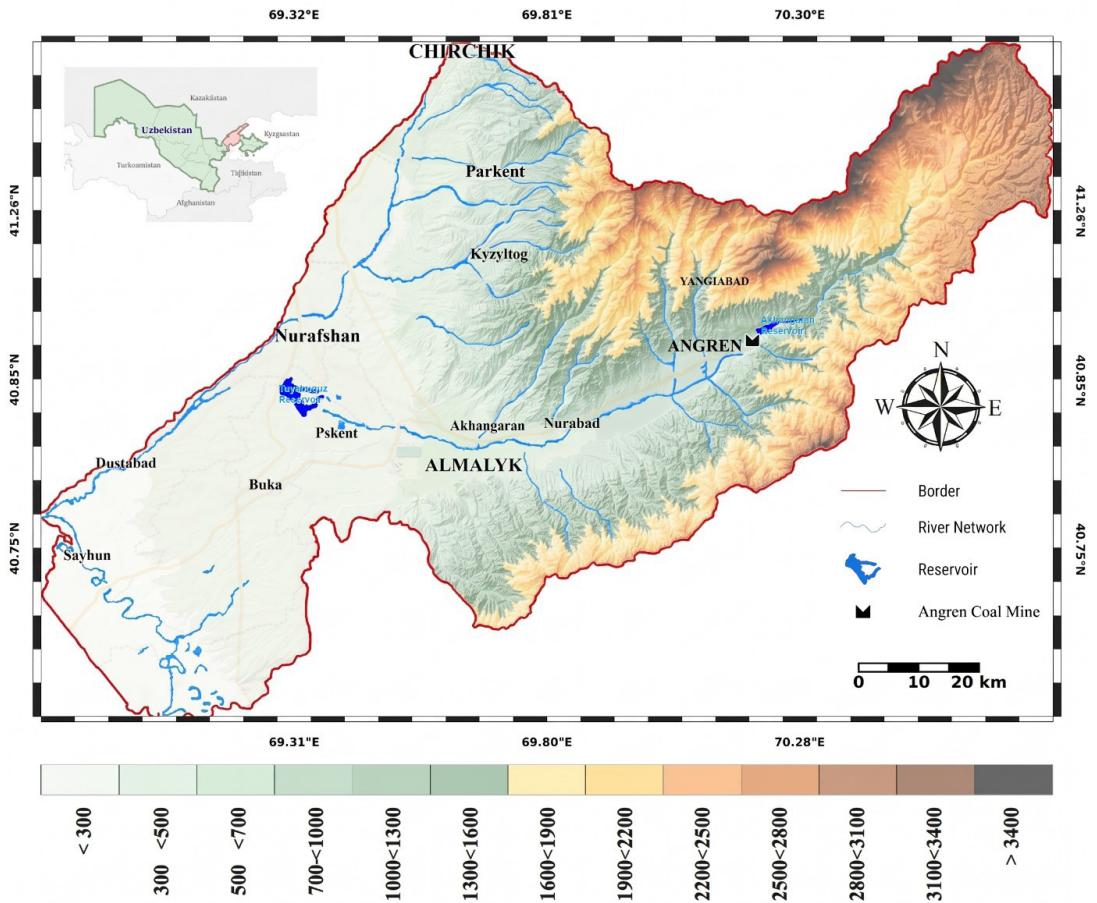 69.32°E
69.81°E
70.30°E
CHIRCHIK
Kazakistan
Uzbekistan
Kyrgyzstan
Turkomistan
Tajikistan
Afghanistan
Parkent
41.26°N
41.26°N
Kyzyltog
YANGIABAD
Reservoir
Nurafshan
ANGREN
40.85°N
40.85°N
Tuyabuguz
Reservoir
N
W
E
S
Pskent
Akhangaran
Nurabad
Dustabad
ALMALYK
Buka
40.75°N
40.75°N
Sayhun
Border
River Network
Reservoir
Angren Coal Mine
0 10 20 km
69.31"E
69.80"E
70.28"E
< 300
300 <500
500 <700
700-<1000
1000<1300
1300<1600
1600<1900
1900<2200
2200<2500
2500<2800
2800<3100
3100<3400
> 3400